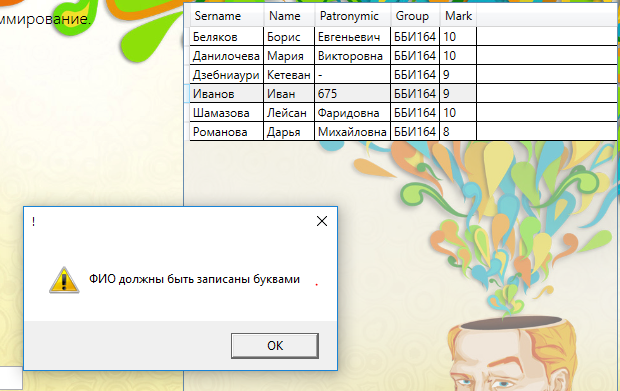 ммирование.
Sername Name Patronymic Group Mark
Беляков Борис Евгеньевич ББИ164 10
Данилочева Мария Викторовна ББИ164 10
Дзебниаури Кетеван - ББИ164 9
Иванов Иван 675 ББИ164 9
Шамазова Лейсан Фаридовна ББИ164 10
Романова Дарья Михайловна ББИ164 8
!
ФИО должны быть записаны буквами .
OK